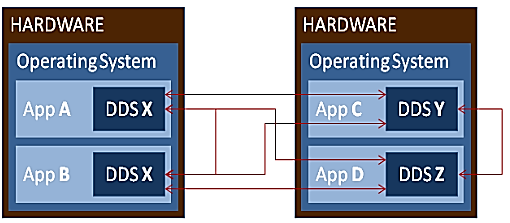 HARDWARE
Operating System
App A
DDS X
App B
DDS X
HARDWARE
Operating System
App C
DDS Y
App D
DDS Z